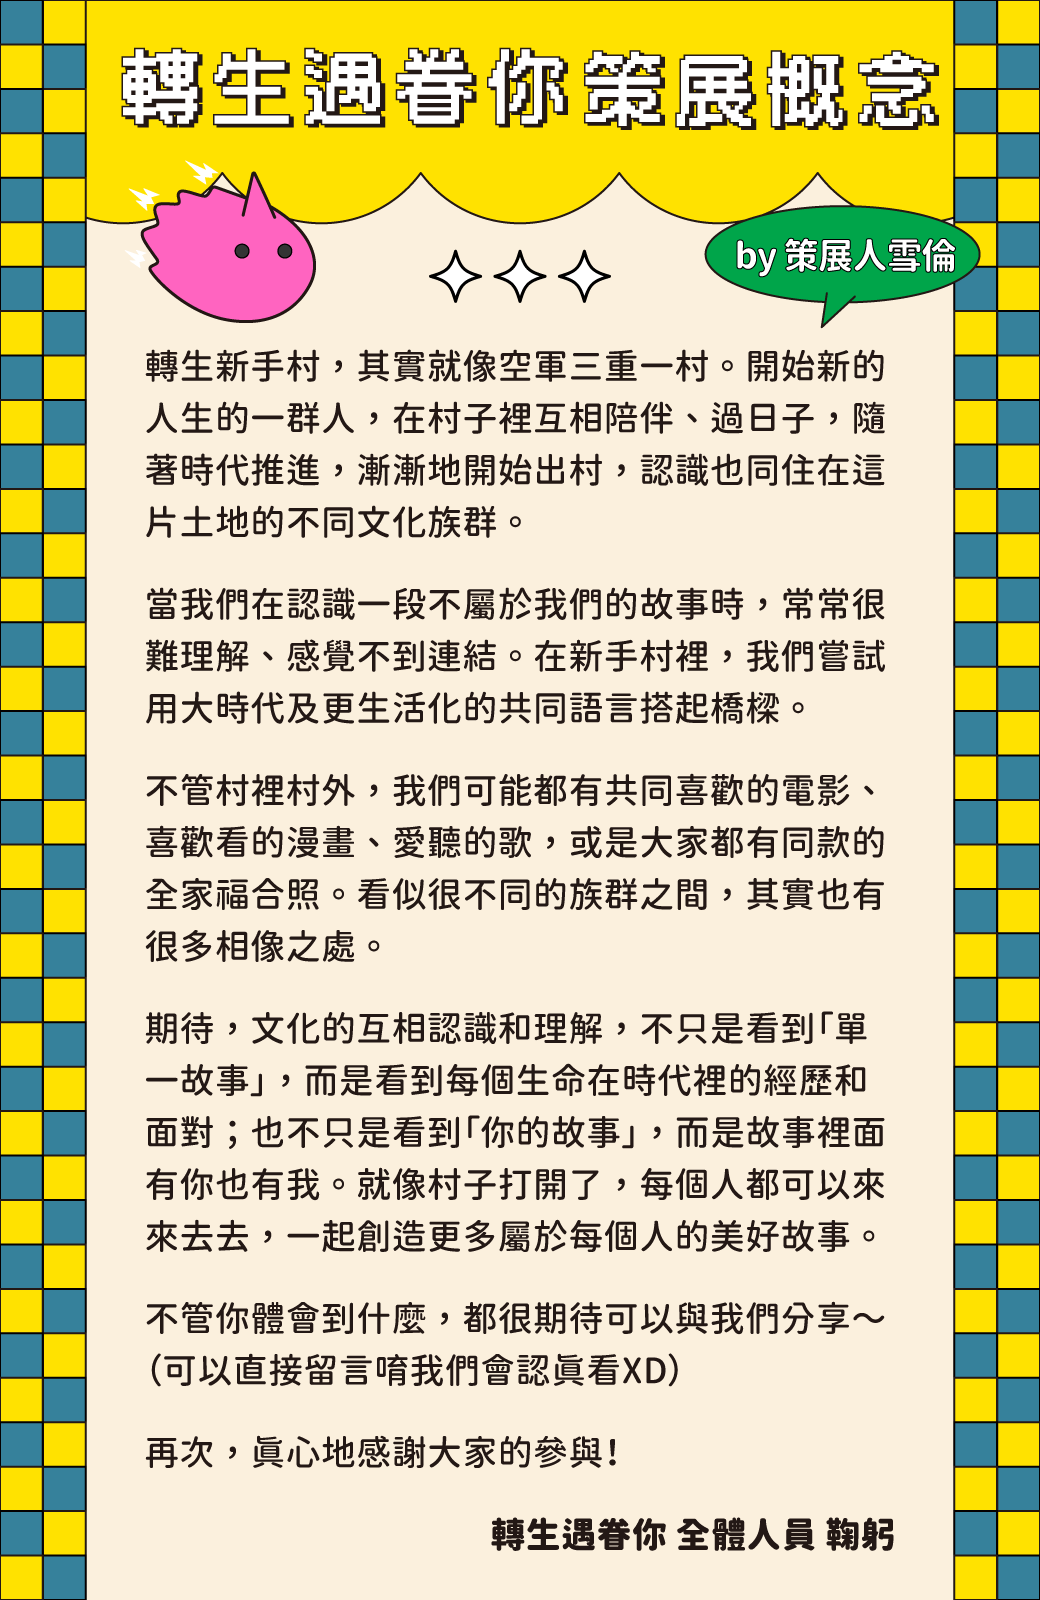 轉生遇眷你策展概念
by 策展人雪倫
轉生新手村，其實就像空軍三重一村。開始新的
人生的一群人，在村子裡互相陪伴、過日子，隨
著時代推進，漸漸地開始出村，認識也同住在這
片土地的不同文化族群。
當我們在認識一段不屬於我們的故事時，常常很
難理解、感覺不到連結。在新手村裡，我們嘗試
用大時代及更生活化的共同語言搭起橋樑。
不管村裡村外，我們可能都有共同喜歡的電影、
喜歡看的漫畫、愛聽的歌，或是大家都有同款的
全家福合照。看似很不同的族群之間，其實也有
很多相像之處。
期待，文化的互相認識和理解，不只是看到「單
一故事」，而是看到每個生命在時代裡的經歷和
面對；也不只是看到「你的故事」，而是故事裡面
有你也有我。就像村子打開了，每個人都可以來
來去去，一起創造更多屬於每個人的美好故事。
不管你體會到什麼，都很期待可以與我們分享～
（可以直接留言唷我們會認真看XD）
再次，真心地感謝大家的參與！
轉生遇眷你 全體人員 鞠躬